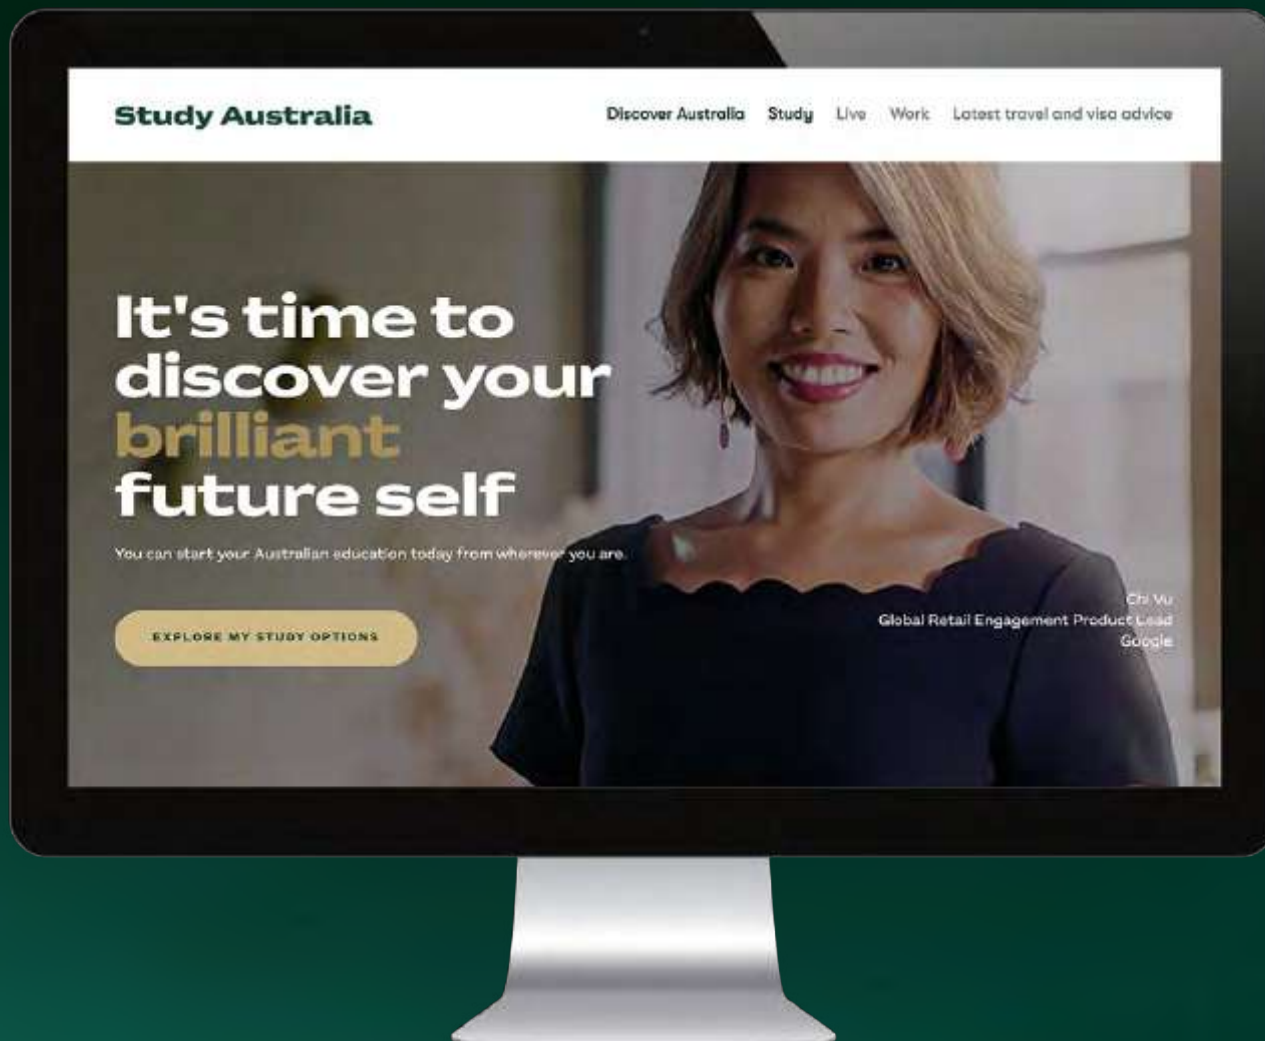 Study Australia
Discover Australia Study Live Work Latest travel and visa advice
It's time to
discover your
brilliant
future self
You can start your Australian education today from wherever you are.
EXPLORE MY STUDY OPTIONS
Chi Vu
Global Retail Engagement Product Lead
Google